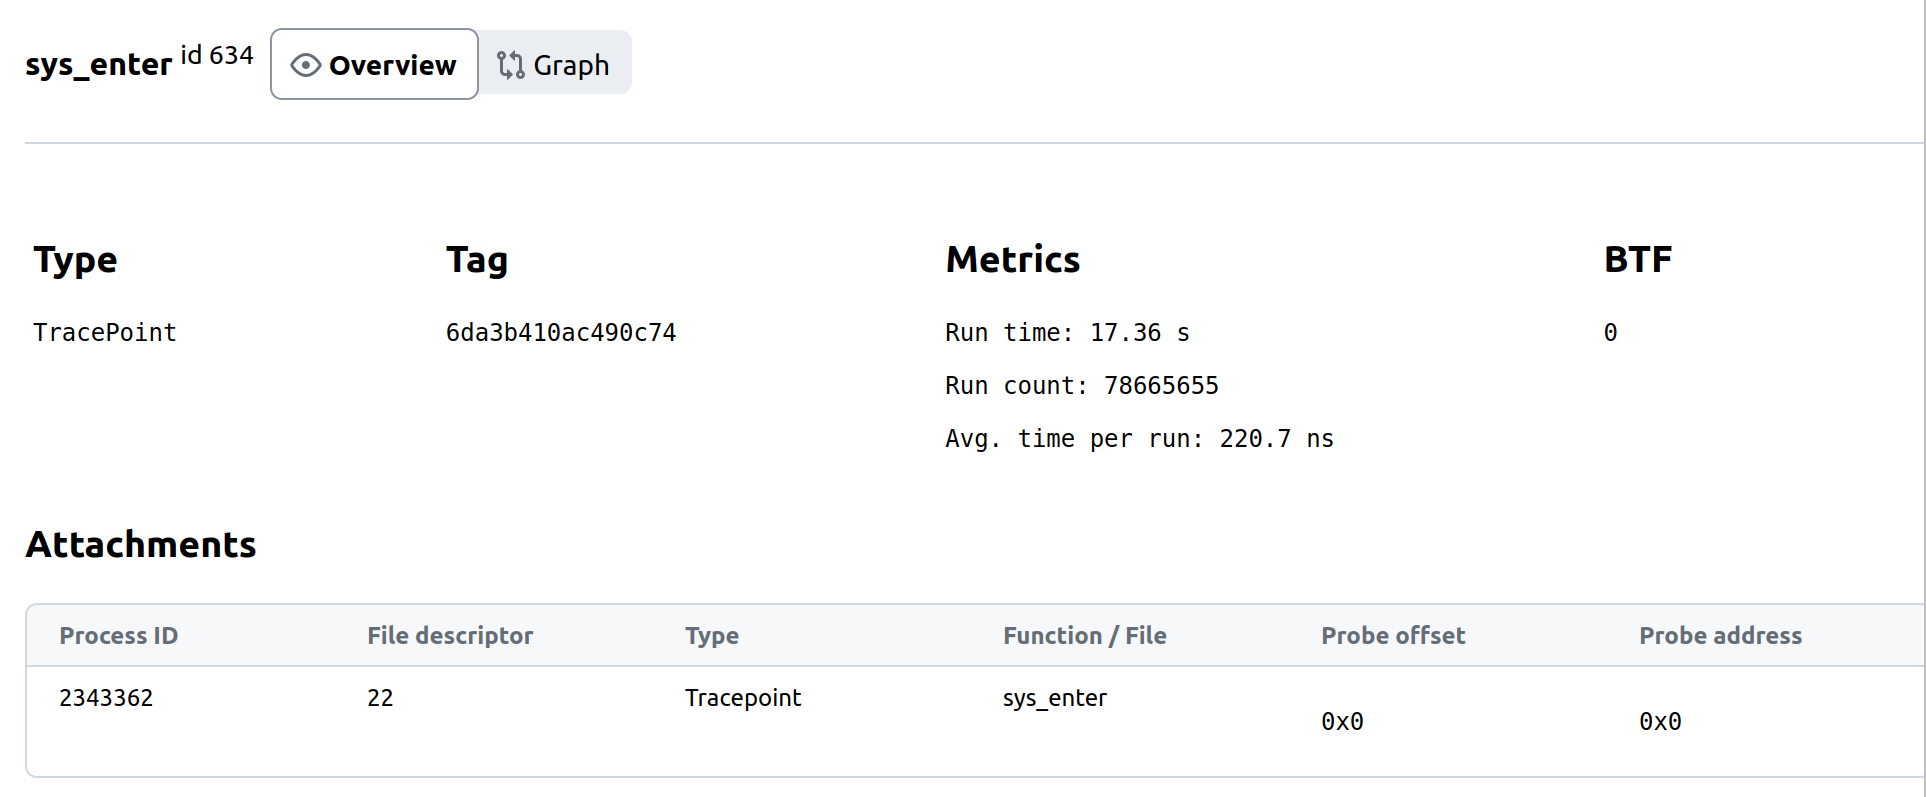 sys_enter id 634 Overview Graph
Type Tag Metrics BTF
TracePoint 6da3b410ac490c74 Run time: 17.36 s 0
Run count: 78665655
Avg. time per run: 220.7 ns
Attachments
Process ID File descriptor Type Function / File Probe offset Probe address
2343362 22 Tracepoint sys_enter 0x0 0x0